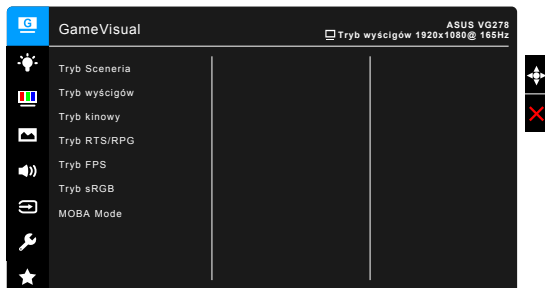 G
GameVisual
ASUS VG278
Tryb wyścigów 1920x1080@ 165Hz
Tryb Sceneria
Tryb wyścigów
Tryb kinowy
Tryb RTS/RPG
Tryb FPS
Tryb sRGB
MOBA Mode